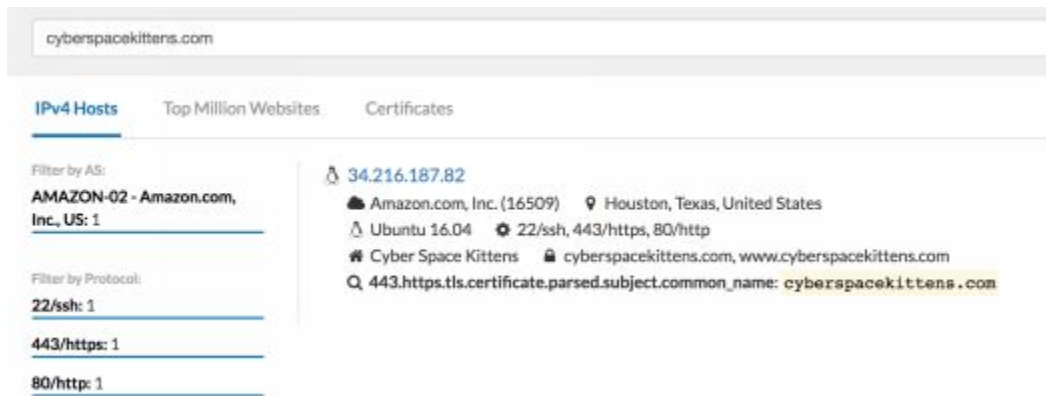 cyberspacekittens.com
IPv4 Hosts Top Million Websites Certificates
Filter by AS:
AMAZON-02 - Amazon.com,
Inc., US: 1
Filter by Protocol:
22/ssh: 1
443/https: 1
80/http: 1
34.216.187.82
Amazon.com, Inc. (16509) Houston, Texas, United States
Ubuntu 16.04 22/ssh, 443/https, 80/http
Cyber Space Kittens cyberspacekittens.com, www.cyberspacekittens.com
443.https.tls.certificate.parsed.subject.common_name: cyberspacekittens.com